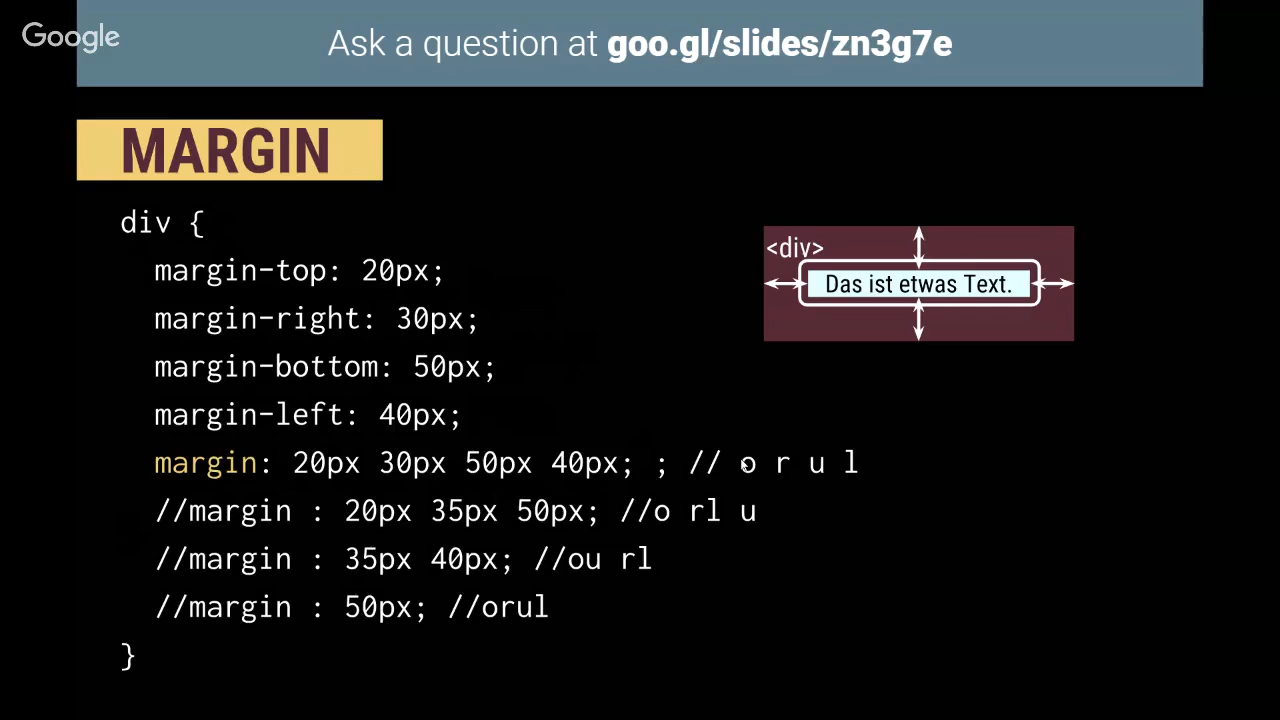 Google
Ask a question at goo.gl/slides/zn3g7e
MARGIN
div {
margin-top: 20px;
margin-right: 30px;
margin-bottom: 50px;
margin-left: 40px;
margin: 20px 30px 50px 40px; ; // o r u l
//margin : 20px 35px 50px; //o rl u
//margin : 35px 40px; //ou rl
//margin : 50px; //orul
}
<div>
Das ist etwas Text.